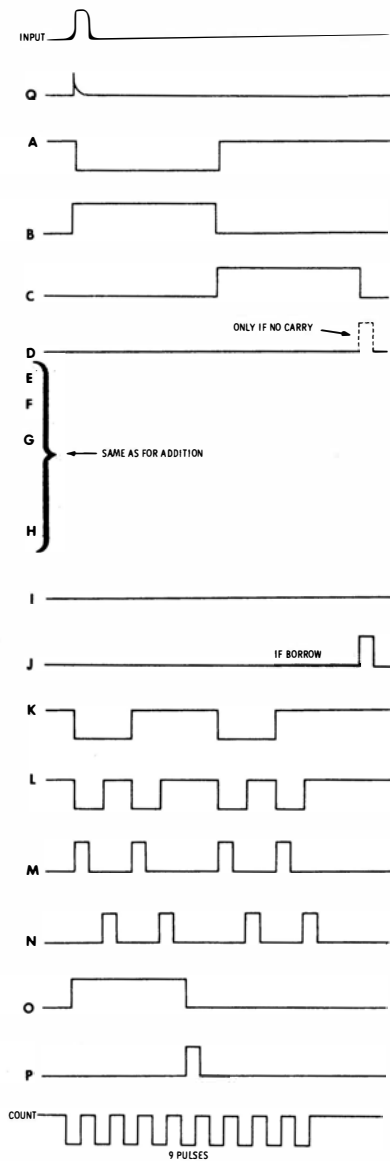 INPUT
Q
A
B
C
ONLY IF NO CARRY
D
E
F
G
SAME AS FOR ADDITION
H
I
IF BORROW
J
K
L
M
N
O
P
COUNT
9 PULSES